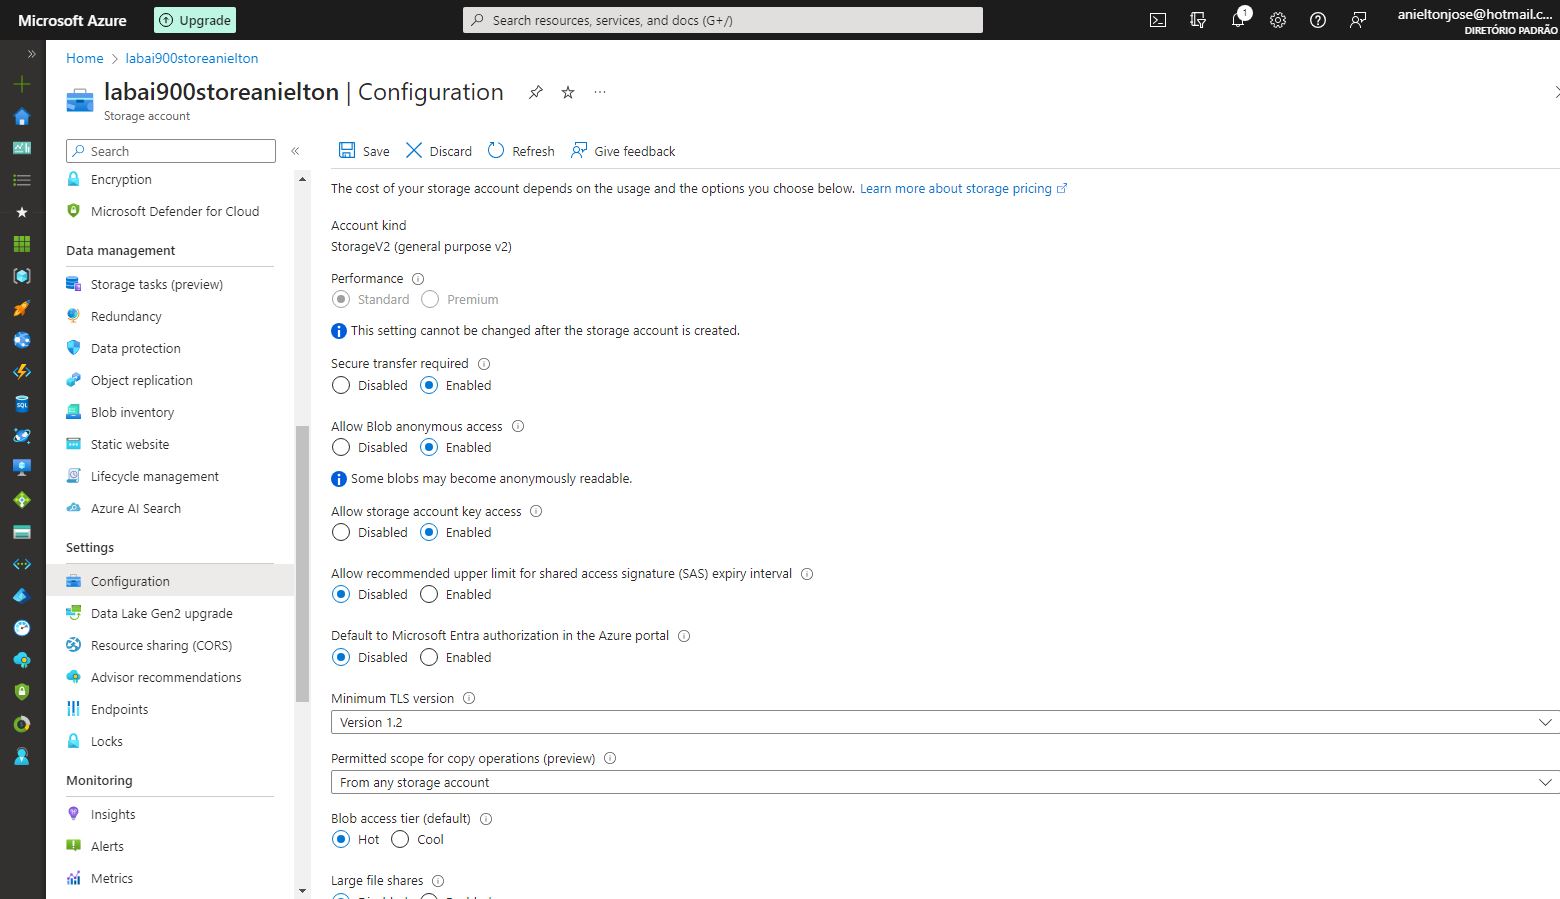 Microsoft Azure
Upgrade
Search resources, services, and docs (G+/)
1
anieltonjose@hotmail.c...
DIRETÓRIO PADRÃO
Home > labai900storeanielton
labai900storeanielton | Configuration
Storage account
Search
Encryption
Microsoft Defender for Cloud
Data management
Storage tasks (preview)
Redundancy
Data protection
Object replication
Blob inventory
Static website
Lifecycle management
Azure AI Search
Settings
Configuration
Data Lake Gen2 upgrade
Resource sharing (CORS)
Advisor recommendations
Endpoints
Locks
Monitoring
Insights
Alerts
Metrics
Save Discard Refresh Give feedback
The cost of your storage account depends on the usage and the options you choose below. Learn more about storage pricing
Account kind
StorageV2 (general purpose v2)
Performance
Standard Premium
This setting cannot be changed after the storage account is created.
Secure transfer required
Disabled Enabled
Allow Blob anonymous access
Disabled Enabled
Some blobs may become anonymously readable.
Allow storage account key access
Disabled Enabled
Allow recommended upper limit for shared access signature (SAS) expiry interval
Disabled Enabled
Default to Microsoft Entra authorization in the Azure portal
Disabled Enabled
Minimum TLS version
Version 1.2
Permitted scope for copy operations (preview)
From any storage account
Blob access tier (default)
Hot Cool
Large file shares